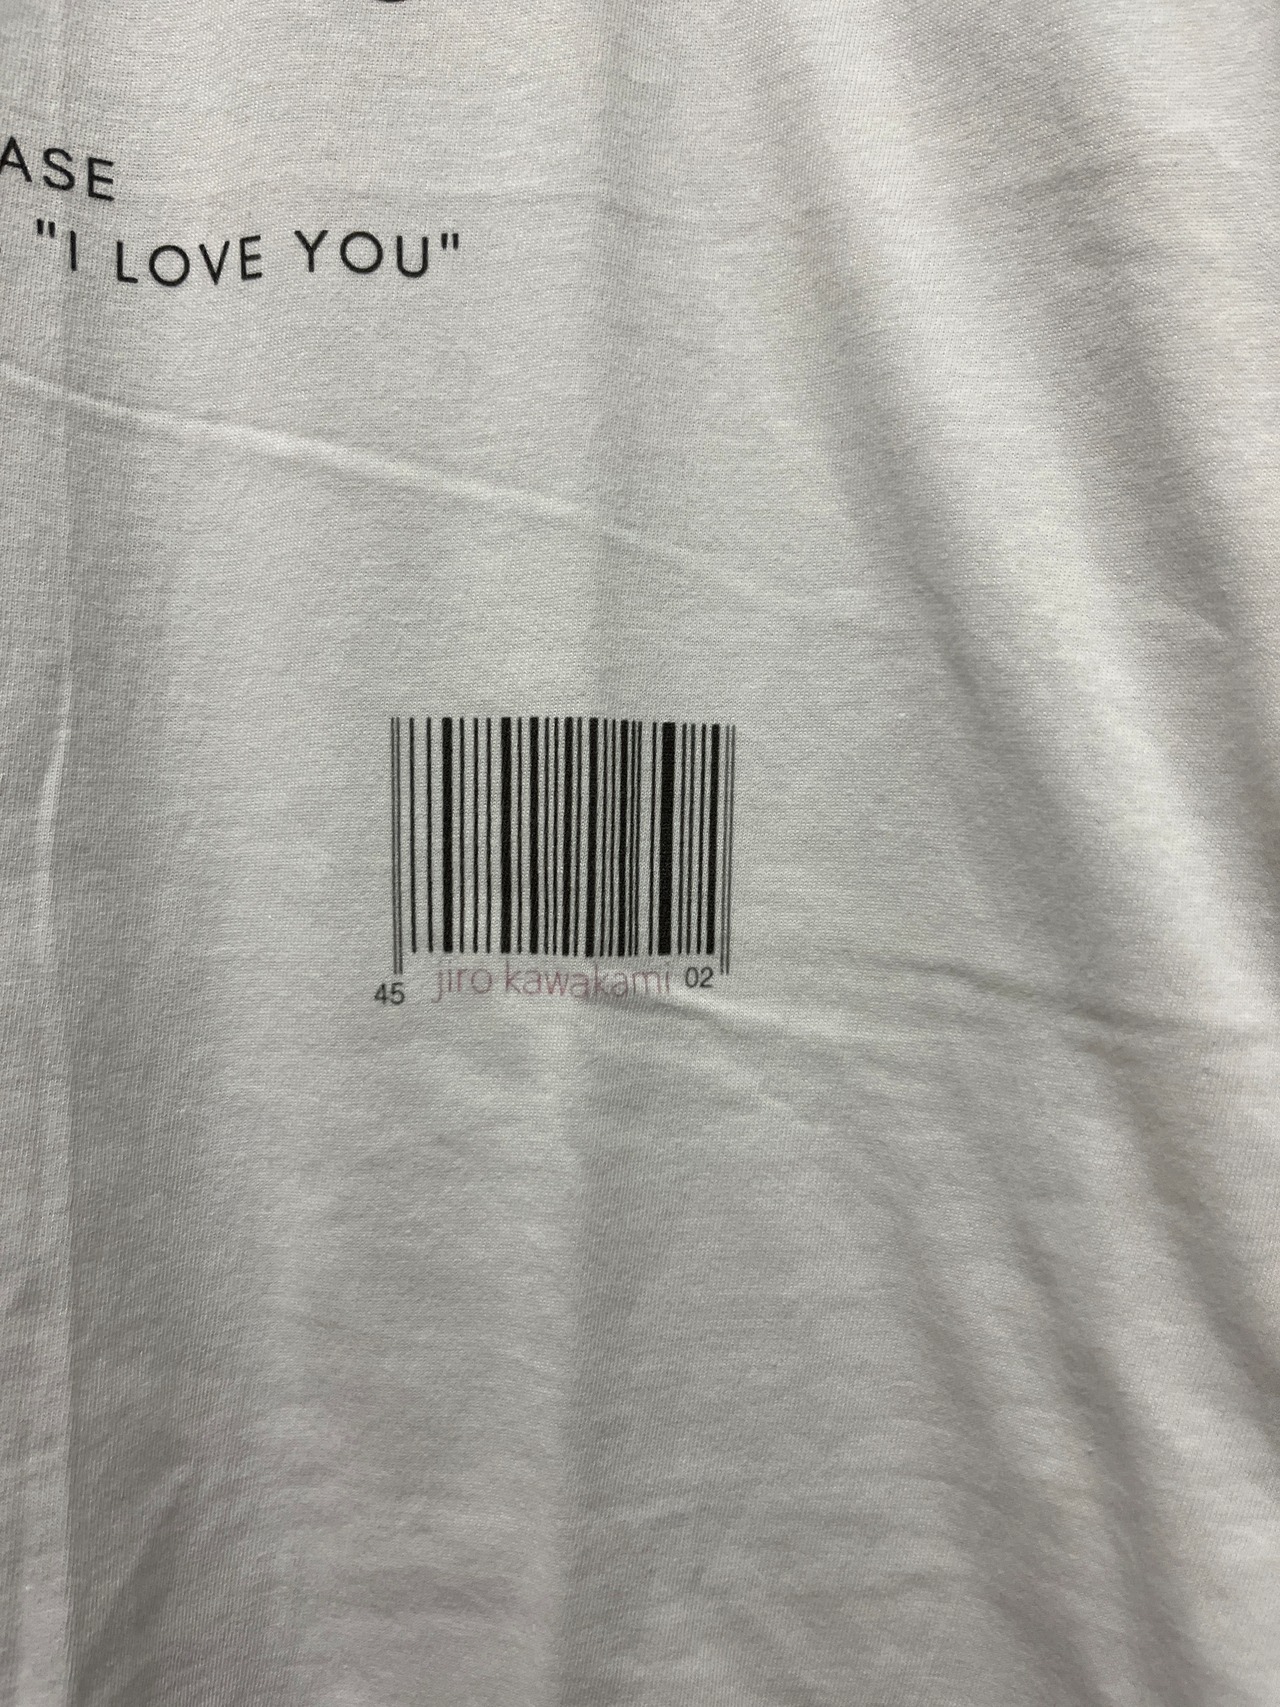 ASE
"I LOVE YOU"
45 jiro kawakami 02